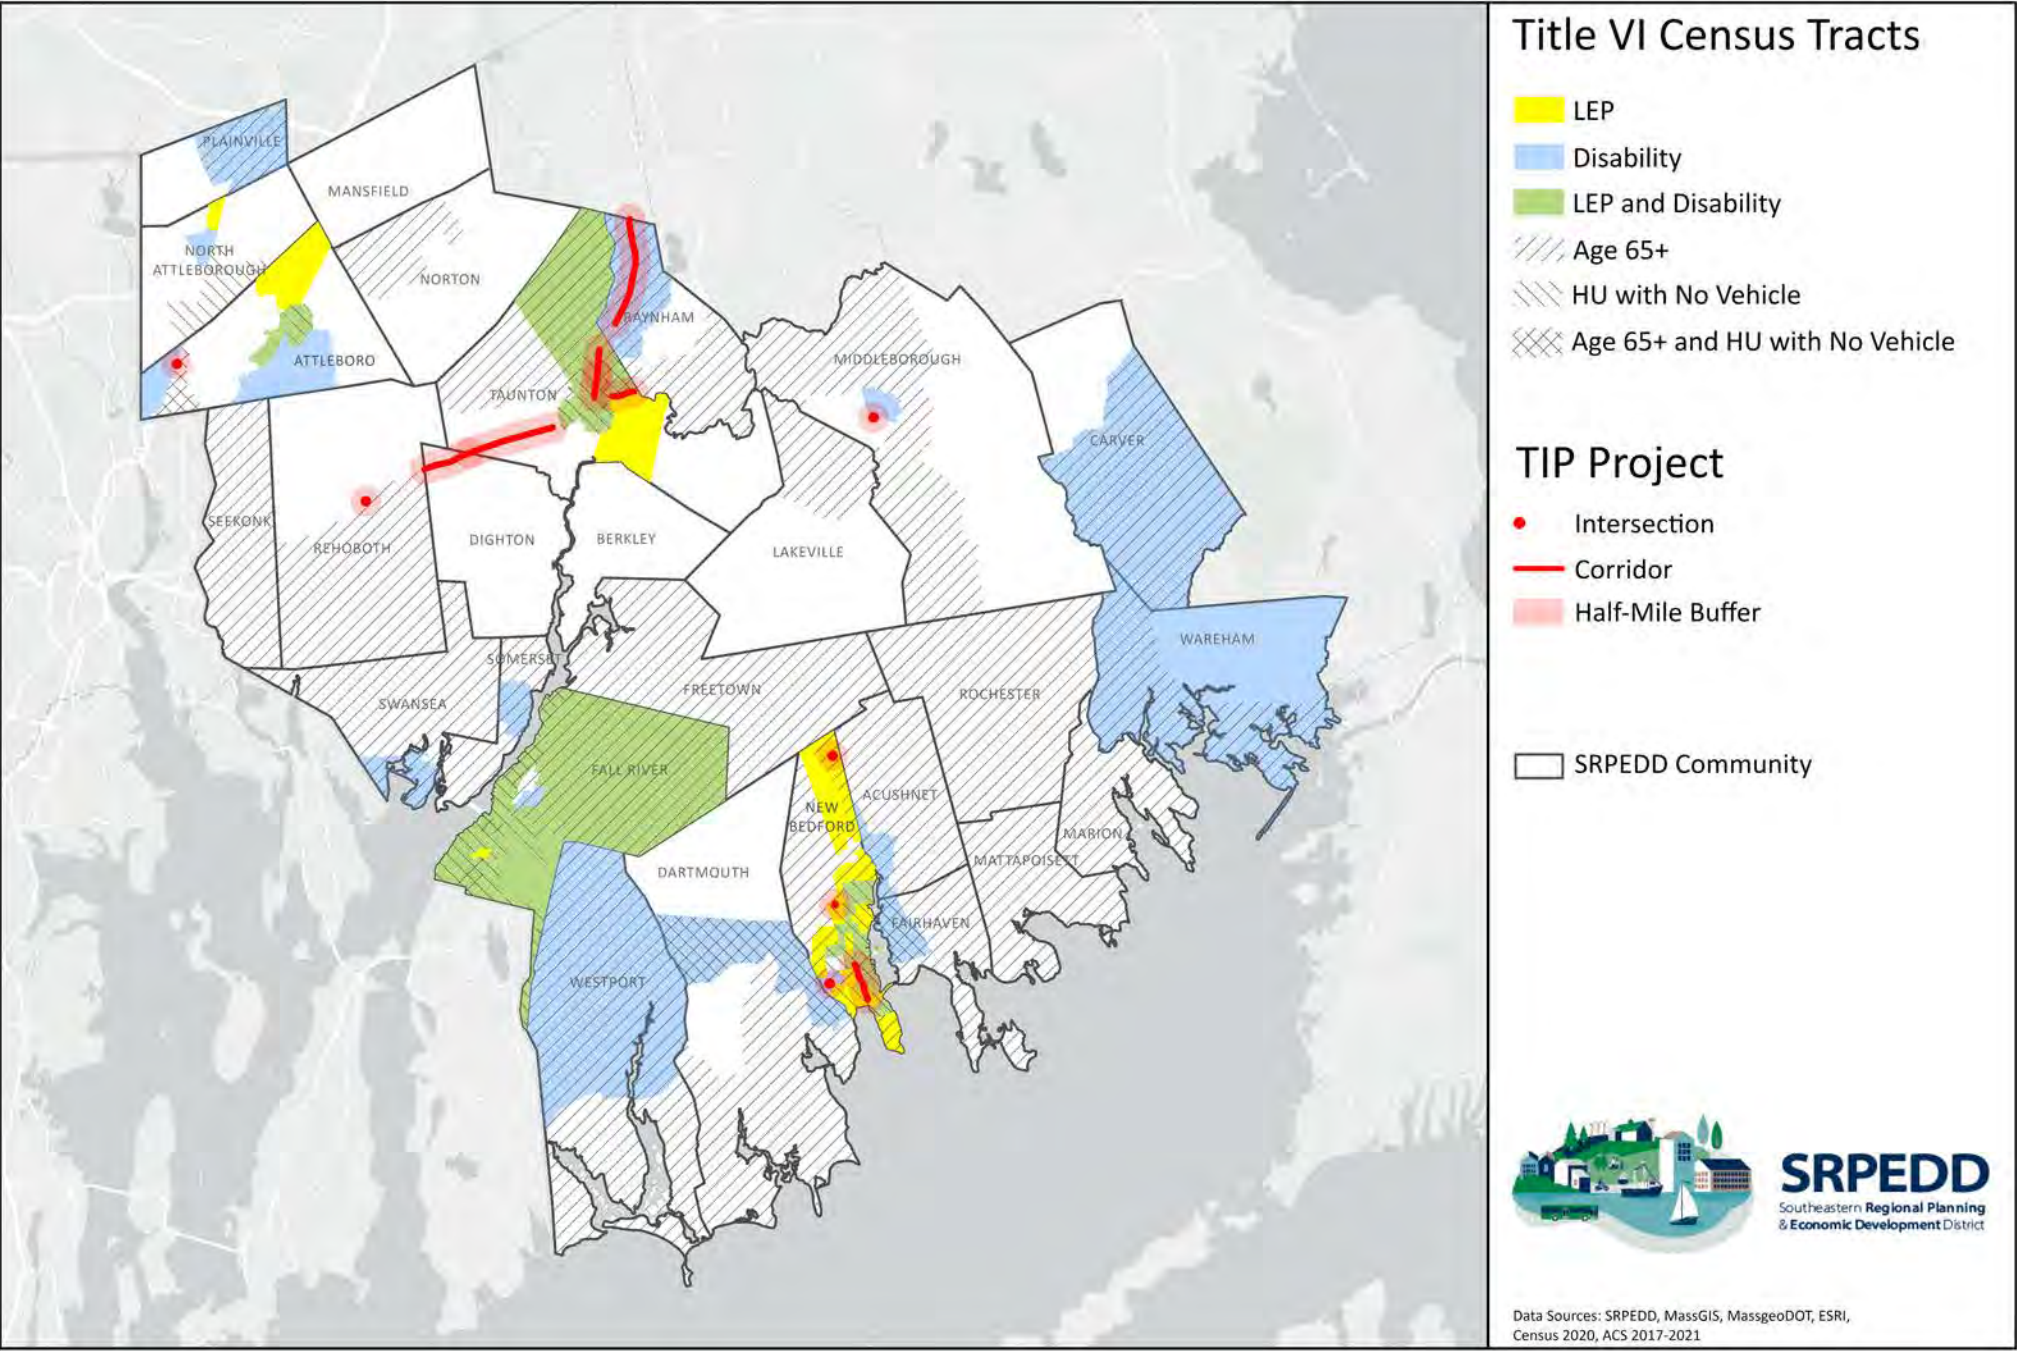 PLAINVILLE
MANSFIELD
NORTH
ATTLEBOROUGH
NORTON
RAYNHAM
ATTLEBORO
TAUNTON
MIDDLEBOROUGH
CARVER
SEEKONK
REHOBOTH
DIGHTON
BERKLEY
LAKEVILLE
WAREHAM
SOMERSET
SWANSEA
FREETOWN
ROCHESTER
FALL RIVER
NEW
BEDFORD
ACUSHNET
MARION
MATTAPOISETT
DARTMOUTH
FAIRHAVEN
WESTPORT
Title VI Census Tracts
LEP
Disability
LEP and Disability
Age 65+
HU with No Vehicle
Age 65+ and HU with No Vehicle
TIP Project
Intersection
Corridor
Half-Mile Buffer
SRPEDD Community
SRPEDD
Southeastern Regional Planning
& Economic Development District
Data Sources: SRPEDD, MassGIS, MassgeoDOT, ESRI,
Census 2020, ACS 2017-2021